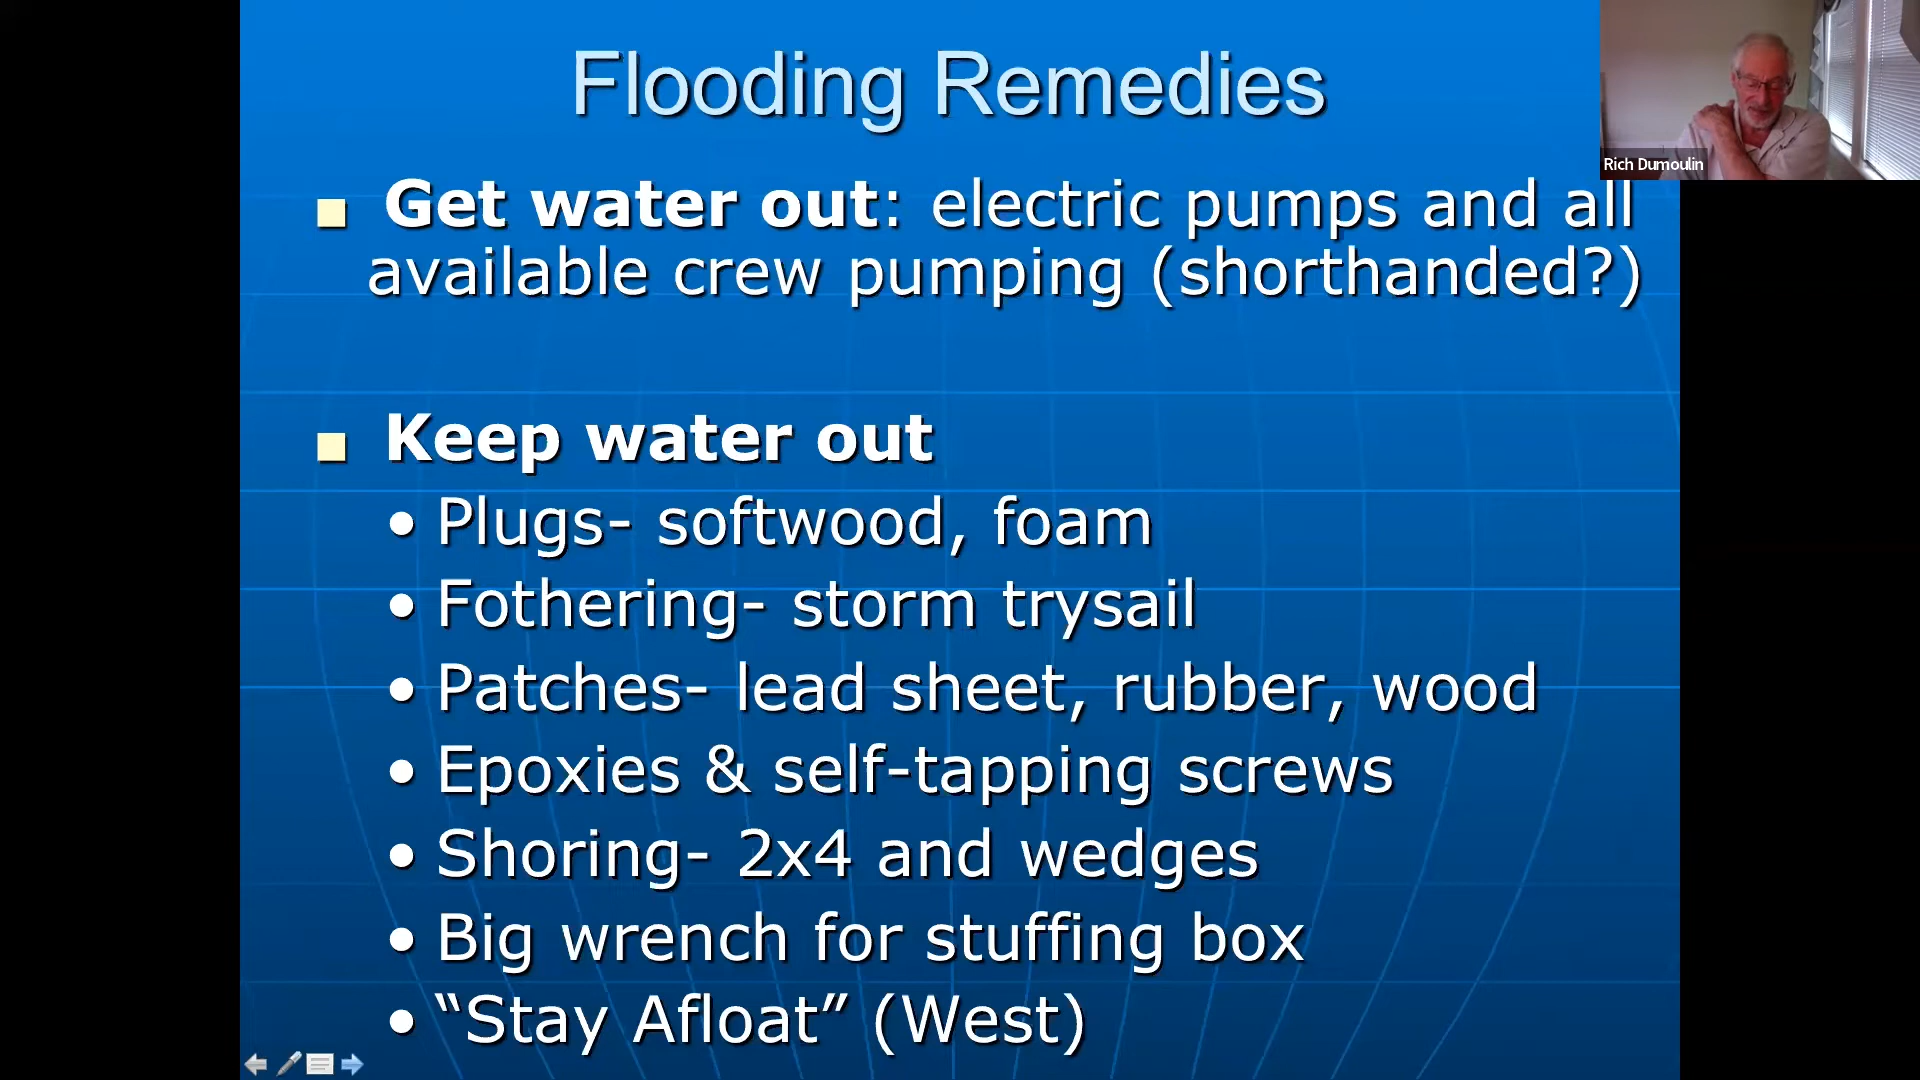 Flooding Remedies
Rich Dumoulin
Get water out: electric pumps and all
available crew pumping (shorthanded?)
Keep water out
Plugs- softwood, foam
Fothering- storm trysail
Patches- lead sheet, rubber, wood
Epoxies & self-tapping screws
Shoring- 2x4 and wedges
Big wrench for stuffing box
“Stay Afloat” (West)